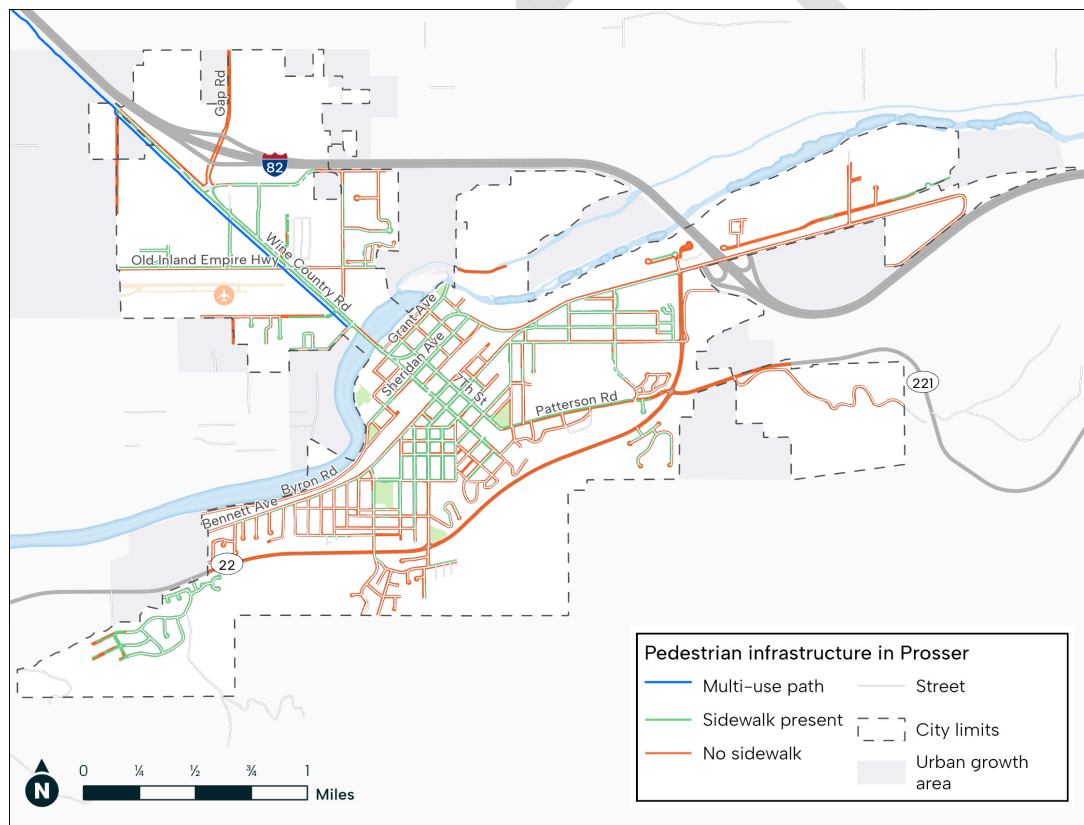 Gap Rd
82
Wine Country Rd
Old Inland Empire Hwy
Grant Ave
Sheridan Ave
7Th St
Patterson Rd
221
Byron Rd
Bennett Ave
22
Pedestrian infrastructure in Prosser
Multi-use path
Street
Sidewalk present
City limits
No sidewalk
Urban growth
area
0 ¼ ½ ¾ 1
Miles
N